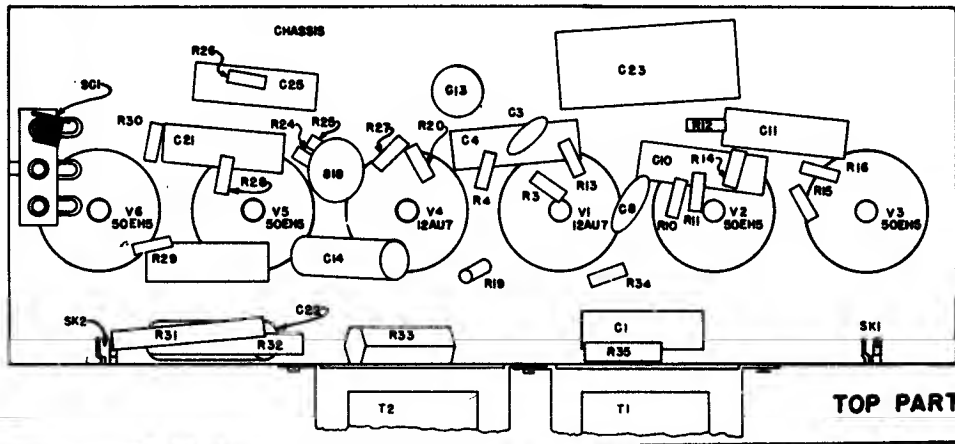 CHASSIS
R26
C25
C23
C13
SC1
R30
C21
R24
R25
R27
R20
C4
C3
R12
C11
S18
R28
R4
R3
R13
C10
R14
R16
R15
C8
R10
R11
V6
50EH5
V5
50EH5
V4
12AU7
V1
12AU7
V2
50EH5
V3
50EH5
R29
C14
R19
R34
SK2
R31
C22
R32
R33
C1
R35
SK1
T2
T1
TOP PART